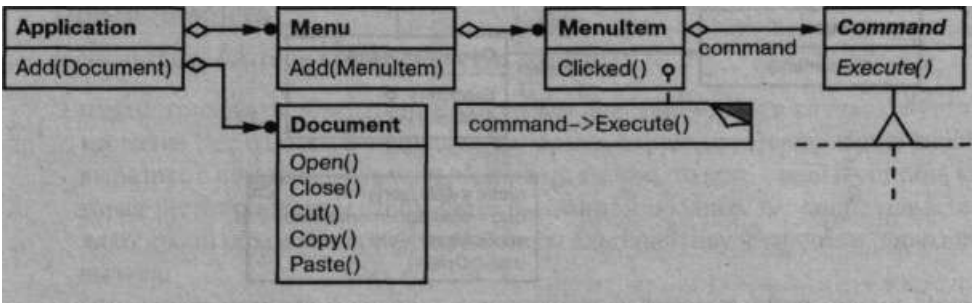 Application
Add(Document)
Menu
Add(MenuItem)
MenuItem
Clicked()
command
Command
Execute()
command–>Execute()
Document
Open()
Close()
Cut()
Copy()
Paste()